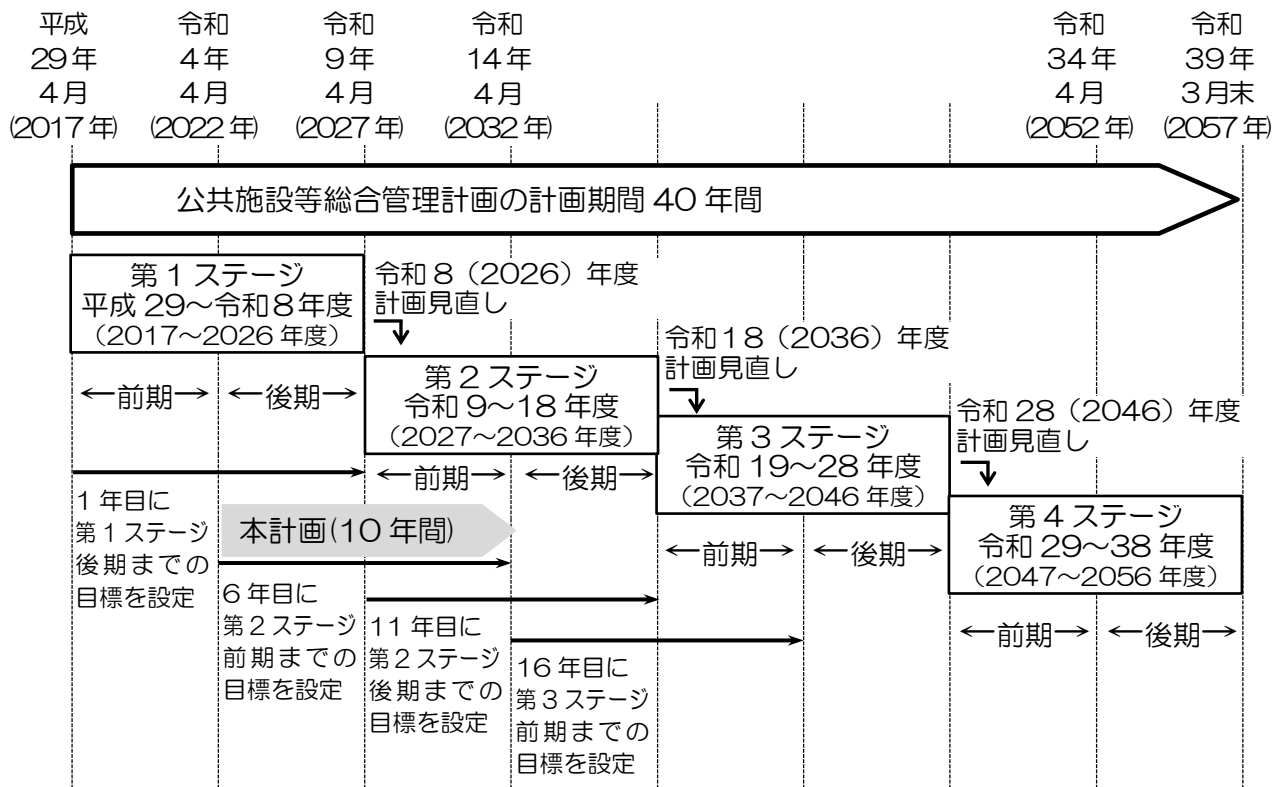 平成
29年
4月
(2017年)
令和
4年
4月
(2022年)
令和
9年
4月
(2027年)
令和
14年
4月
(2032年)
令和
34年
4月
(2052年)
令和
39年
3月末
(2057年)
公共施設等総合管理計画の計画期間 40 年間
第1ステージ
平成 29～令和8年度
（2017～2026 年度）
令和8（2026）年度
計画見直し
←前期→
←後期→
第2ステージ
令和 9～18 年度
（2027～2036 年度）
令和18（2036）年度
計画見直し
←前期→
←後期→
第3ステージ
令和 19～28 年度
（2037～2046 年度）
令和 28（2046）年度
計画見直し
←前期→
←後期→
第4ステージ
令和 29～38 年度
（2047～2056 年度）
←前期→
←後期→
1年目に
第1ステージ
後期までの
目標を設定
本計画(10 年間)
6年目に
第2ステージ
前期までの
目標を設定
11年目に
第2ステージ
後期までの
目標を設定
16年目に
第3ステージ
前期までの
目標を設定